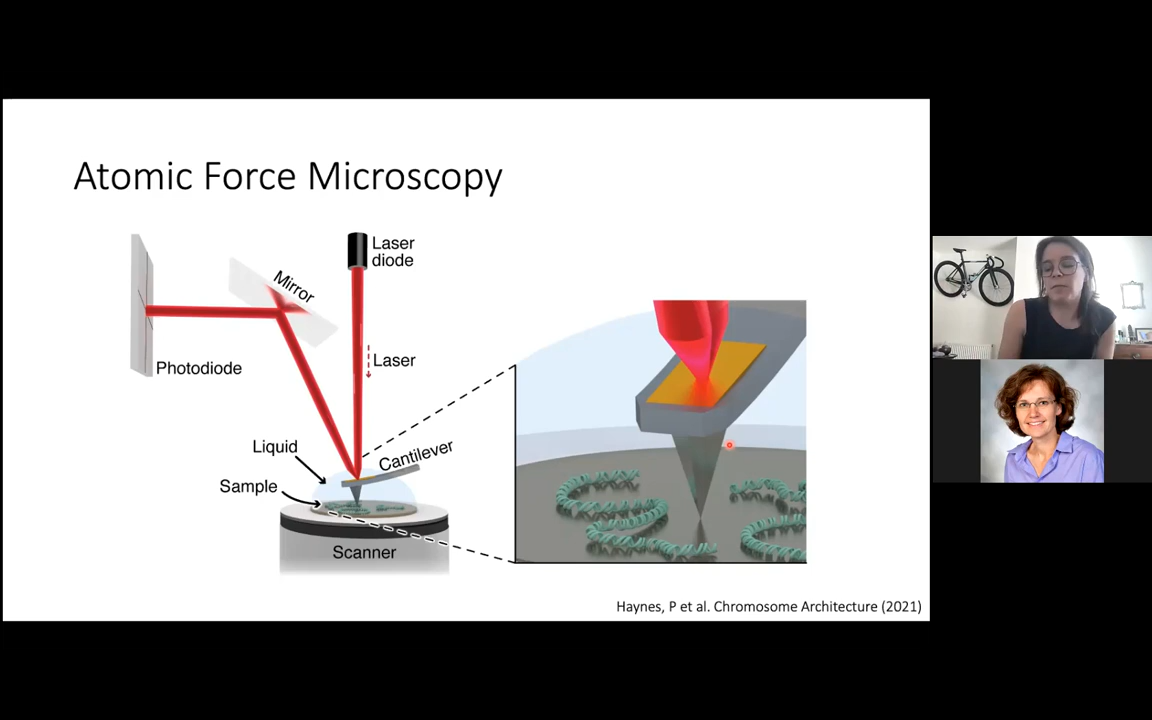 Atomic Force Microscopy
Laser
diode
Mirror
Laser
Photodiode
Liquid
Cantilever
Sample
Scanner
Haynes, P et al. Chromosome Architecture (2021)